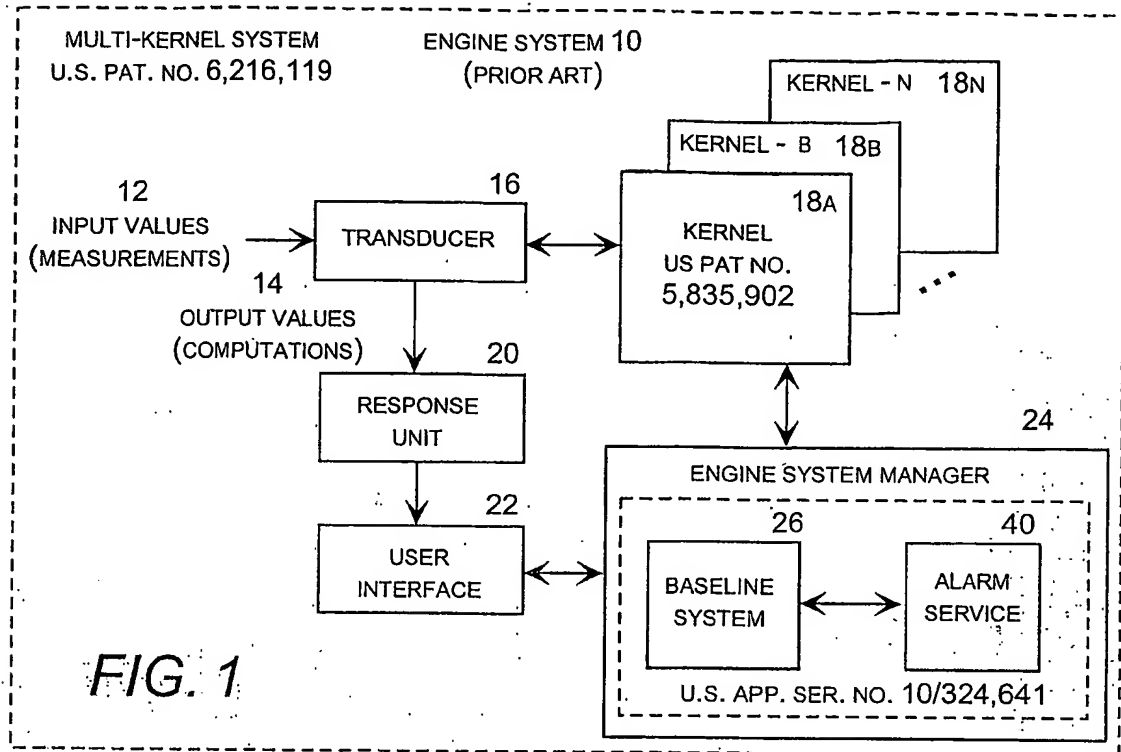 MULTI-KERNEL SYSTEM
U.S. PAT. NO. 6,216,119
ENGINE SYSTEM 10
(PRIOR ART)
KERNEL - N 18N
KERNEL - B 18B
18A
KERNEL
US PAT NO.
5,835,902
12
INPUT VALUES
(MEASUREMENTS)
16
TRANSDUCER
14
OUTPUT VALUES
(COMPUTATIONS)
20
RESPONSE
UNIT
22
USER
INTERFACE
24
ENGINE SYSTEM MANAGER
26
BASELINE
SYSTEM
40
ALARM
SERVICE
U.S. APP. SER. NO. 10/324,641
FIG. 1